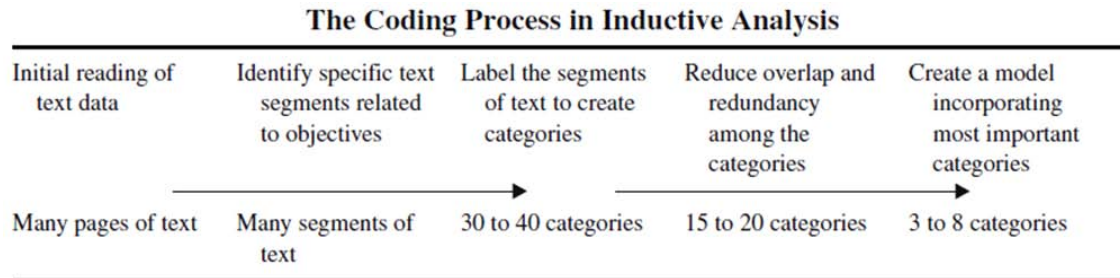 The Coding Process in Inductive Analysis
Initial reading of
text data
Identify specific text
segments related
to objectives
Label the segments
of text to create
categories
Reduce overlap and
redundancy
among the
categories
Create a model
incorporating
most important
categories
Many pages of text
Many segments of
text
30 to 40 categories
15 to 20 categories
3 to 8 categories